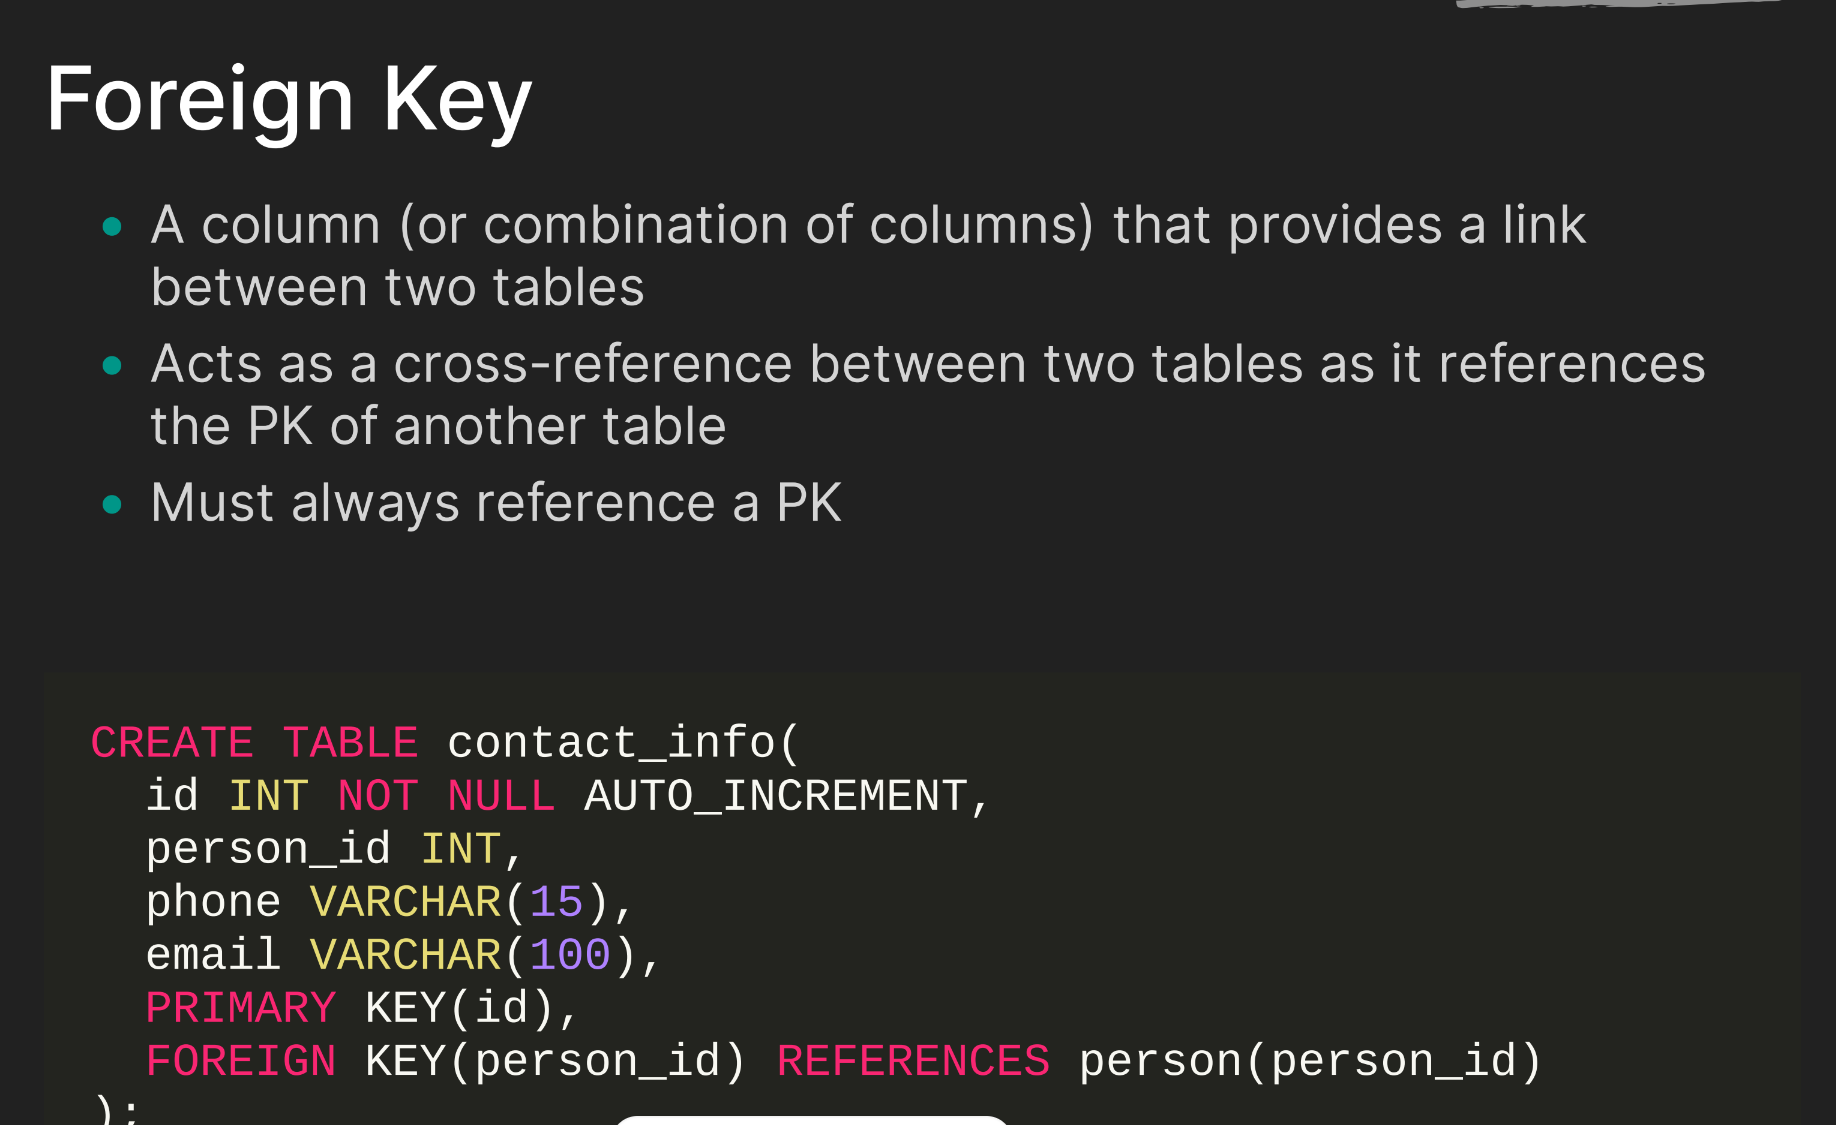 Foreign Key
A column (or combination of columns) that provides a link
between two tables
Acts as a cross-reference between two tables as it references
the PK of another table
Must always reference a PK
CREATE TABLE contact_info(
  id INT NOT NULL AUTO_INCREMENT,
  person_id INT,
  phone VARCHAR(15),
  email VARCHAR(100),
  PRIMARY KEY(id),
  FOREIGN KEY(person_id) REFERENCES person(person_id)
);